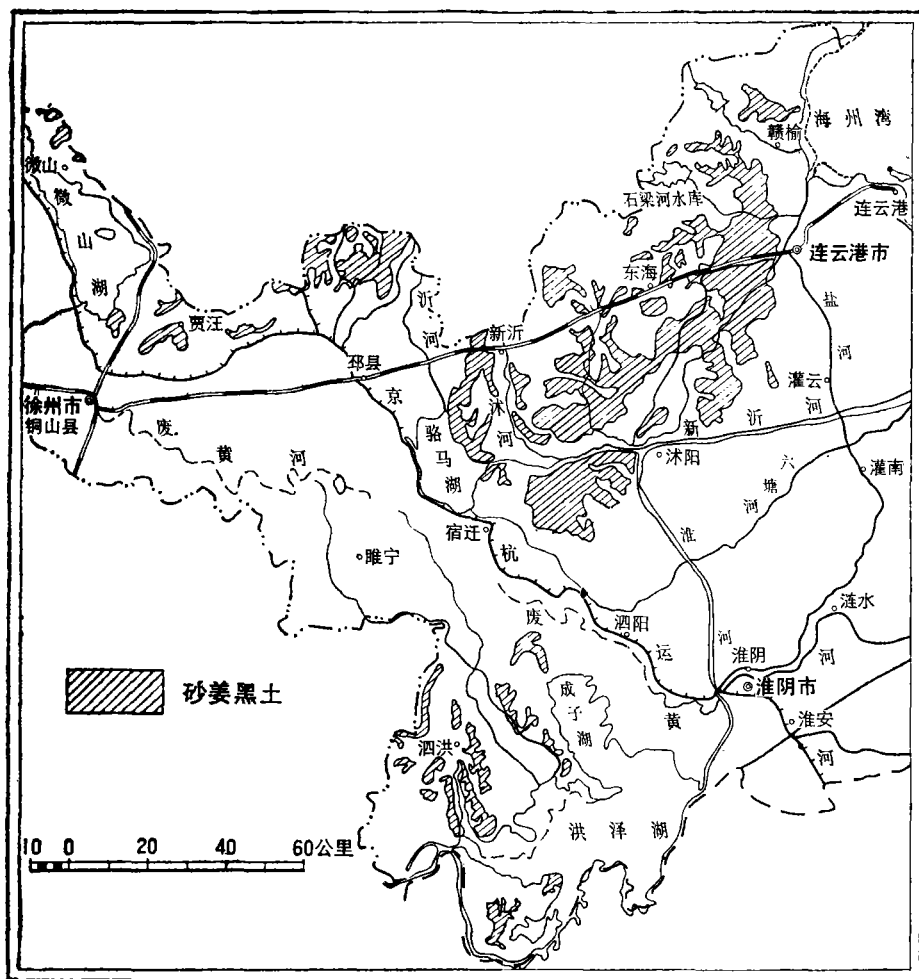 海州湾
赣榆
微山
微山湖
石梁河水库
连云港
连云港市
东海
沂河
盐河
贾汪
新沂
邳县
灌云
徐州市
铜山县
京
骆马湖
沭河
新沂河
废黄河
沭阳
六塘河
灌南
宿迁
杭
淮
睢宁
涟水
废
泗阳
运
河
淮阴
河
淮阴市
砂姜黑土
成子湖
黄
淮安
泗洪
河
洪泽湖
10 0 20 40 60公里